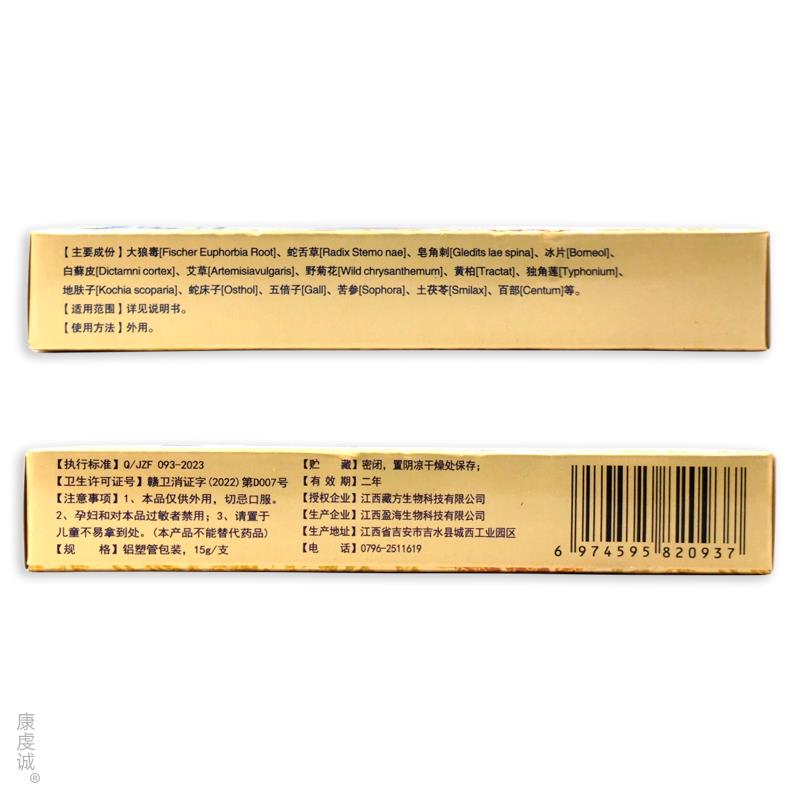 【主要成份】大狼毒[Fischer Euphorbia Root]、蛇舌草[Radix Stemo nae]、皂角刺[Gledits lae spina]、冰片[Borneol]、
白藓皮[Dictamni cortex]、艾草[Artemisiavulgaris]、野菊花[Wild chrysanthemum]、黄柏[Tractat]、独角莲[Typhonium]、
地肤子[Kochia scoparia]、蛇床子[Osthol]、五倍子[Gall]、苦参[Sophora]、土茯苓[Smilax]、百部[Centum]等。
【适用范围】详见说明书。
【使用方法】外用。
【执行标准】Q/JZF 093-2023
【卫生许可证号】赣卫消证字(2022)第D007号
【注意事项】1、本品仅供外用，切忌口服。
2、孕妇和对本品过敏者禁用；3、请置于
儿童不易拿到处。(本产品不能替代药品)
【规 格】铝塑管包装，15g/支
【贮 藏】密闭，置阴凉干燥处保存；
【有效期】二年
【授权企业】江西藏方生物科技有限公司
【生产企业】江西盈海生物科技有限公司
【生产地址】江西省吉安市吉水县城西工业园区
【电 话】0796-2511619
6 974595 820937
康虔诚®